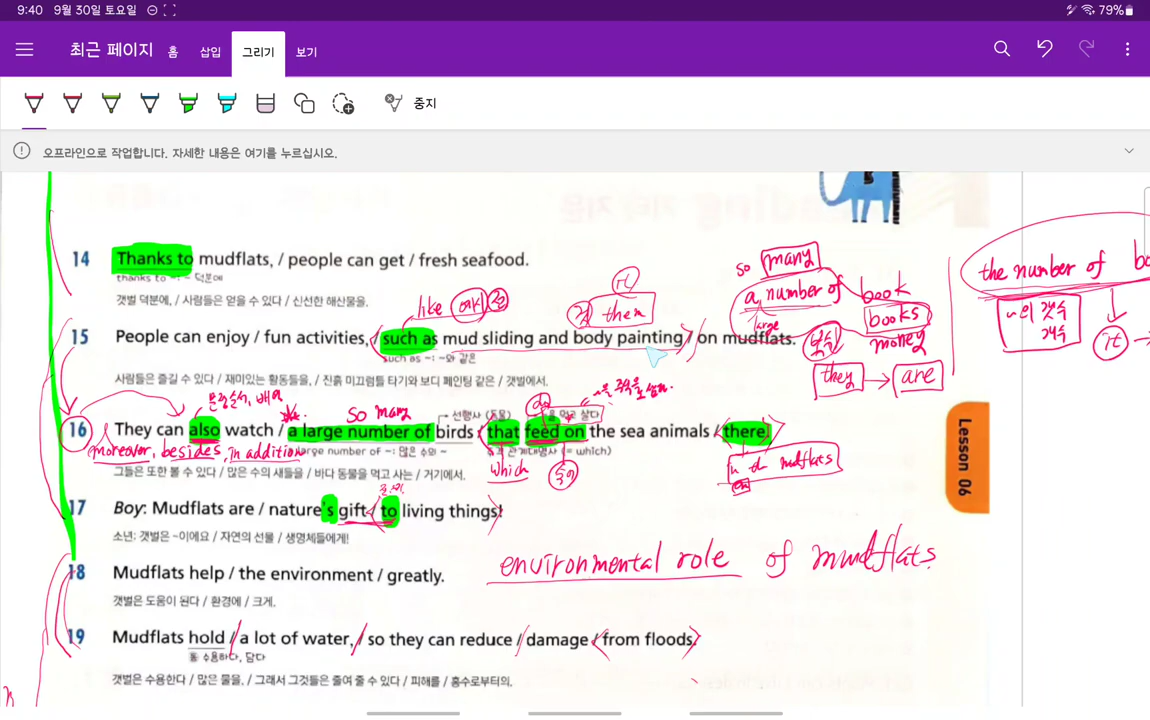 9:40 9월 30일 토요일 79%
최근 페이지 홈 삽입 그리기 보기
중지
오프라인으로 작업합니다. 자세한 내용은 여기를 누르십시오.
14 Thanks to mudflats, / people can get / fresh seafood.
thanks to ~: ~ 덕분에
갯벌 덕분에, / 사람들은 얻을 수 있다 / 신선한 해산물을.
so many
a number of book
large
books
money
they → are
the number of
~의 갯수
like
them
15 People can enjoy / fun activities, / such as mud sliding and body painting / on mudflats.
such as ~: ~와 같은
사람들은 즐길 수 있다 / 재미있는 활동들을, / 진흙 미끄럼틀 타기와 보디 페인팅 같은 / 갯벌에서.
so many
선행사 (동물)
을 먹고 살다
16 They can also watch / a large number of birds / that feed on the sea animals / there.
moreover, besides, in addition
large number of ~: 많은 수의 ~
관계대명사 (= which)
which
mudflats
그들은 또한 볼 수 있다 / 많은 수의 새들을 / 바다 동물을 먹고 사는 / 거기에서.
17 Boy: Mudflats are / nature's gift to living things!
소년: 갯벌은 ~이에요 / 자연의 선물 / 생명체들에게!
environmental role of mudflats
18 Mudflats help / the environment / greatly.
갯벌은 도움이 된다 / 환경에 / 크게.
19 Mudflats hold / a lot of water, / so they can reduce / damage from floods.
통 수용하다, 담다
갯벌은 수용한다 / 많은 물을, / 그래서 그것들은 줄여 줄 수 있다 / 피해를 / 홍수로부터의.
Lesson 06